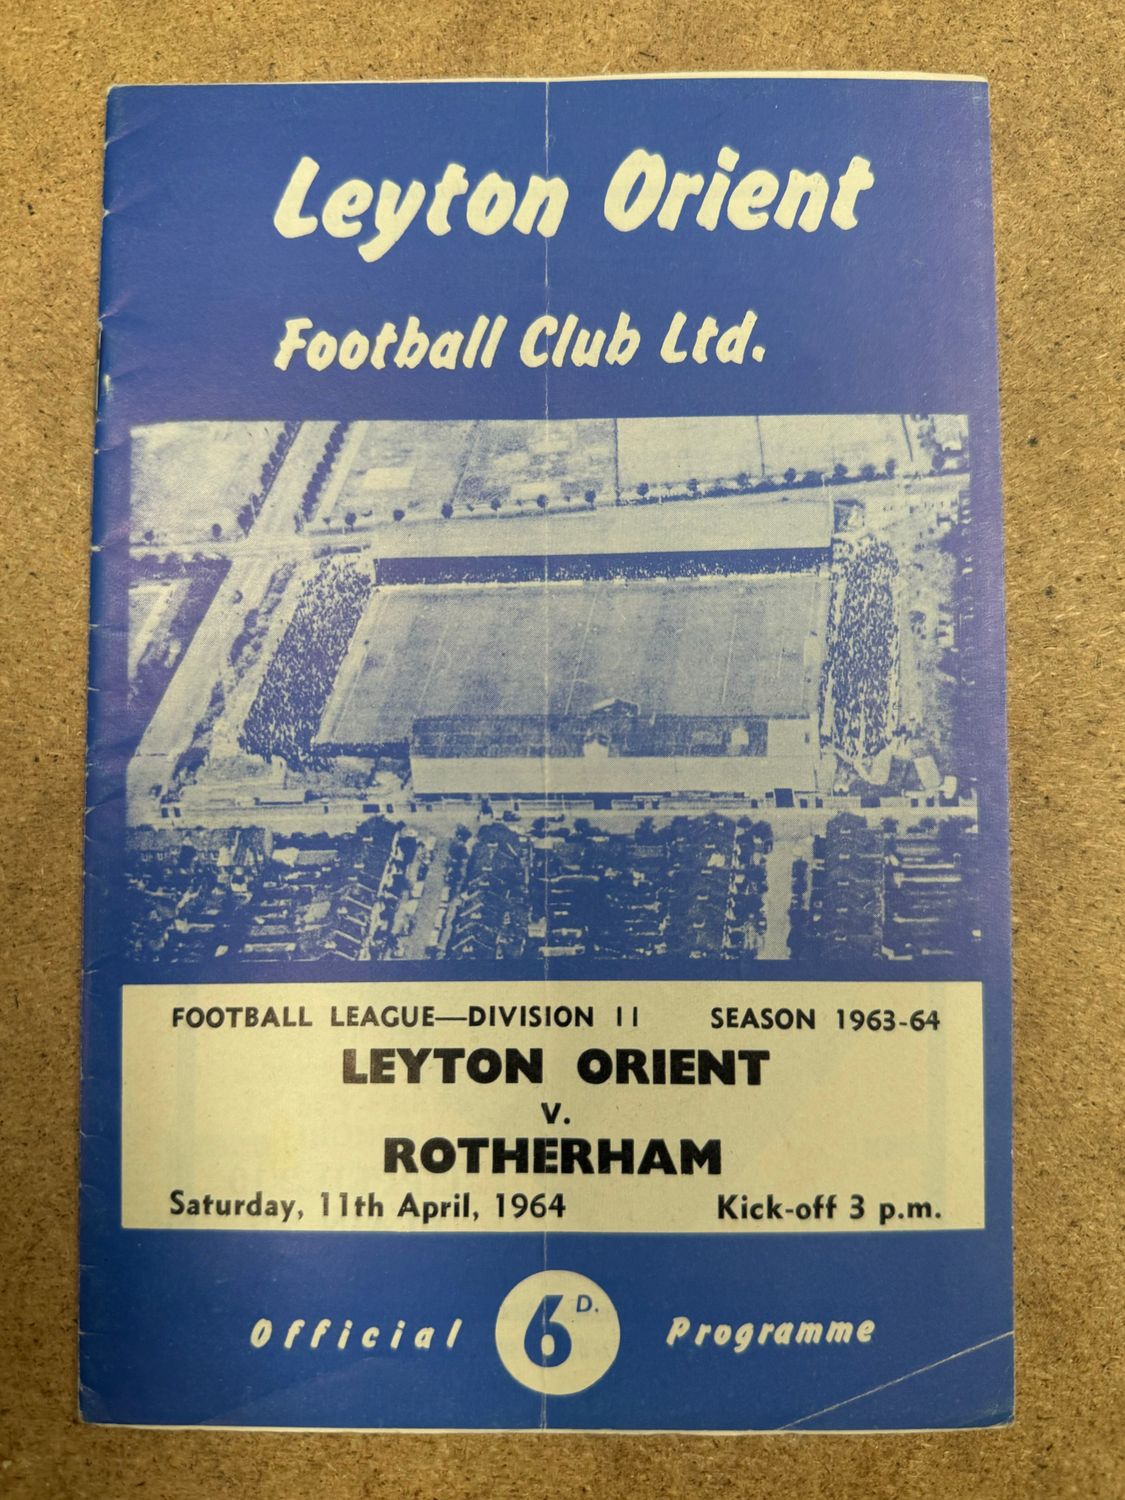 Leyton Orient
Football Club Ltd.
FOOTBALL LEAGUE—DIVISION II SEASON 1963-64
LEYTON ORIENT
v.
ROTHERHAM
Saturday, 11th April, 1964 Kick-off 3 p.m.
Official 6D. Programme